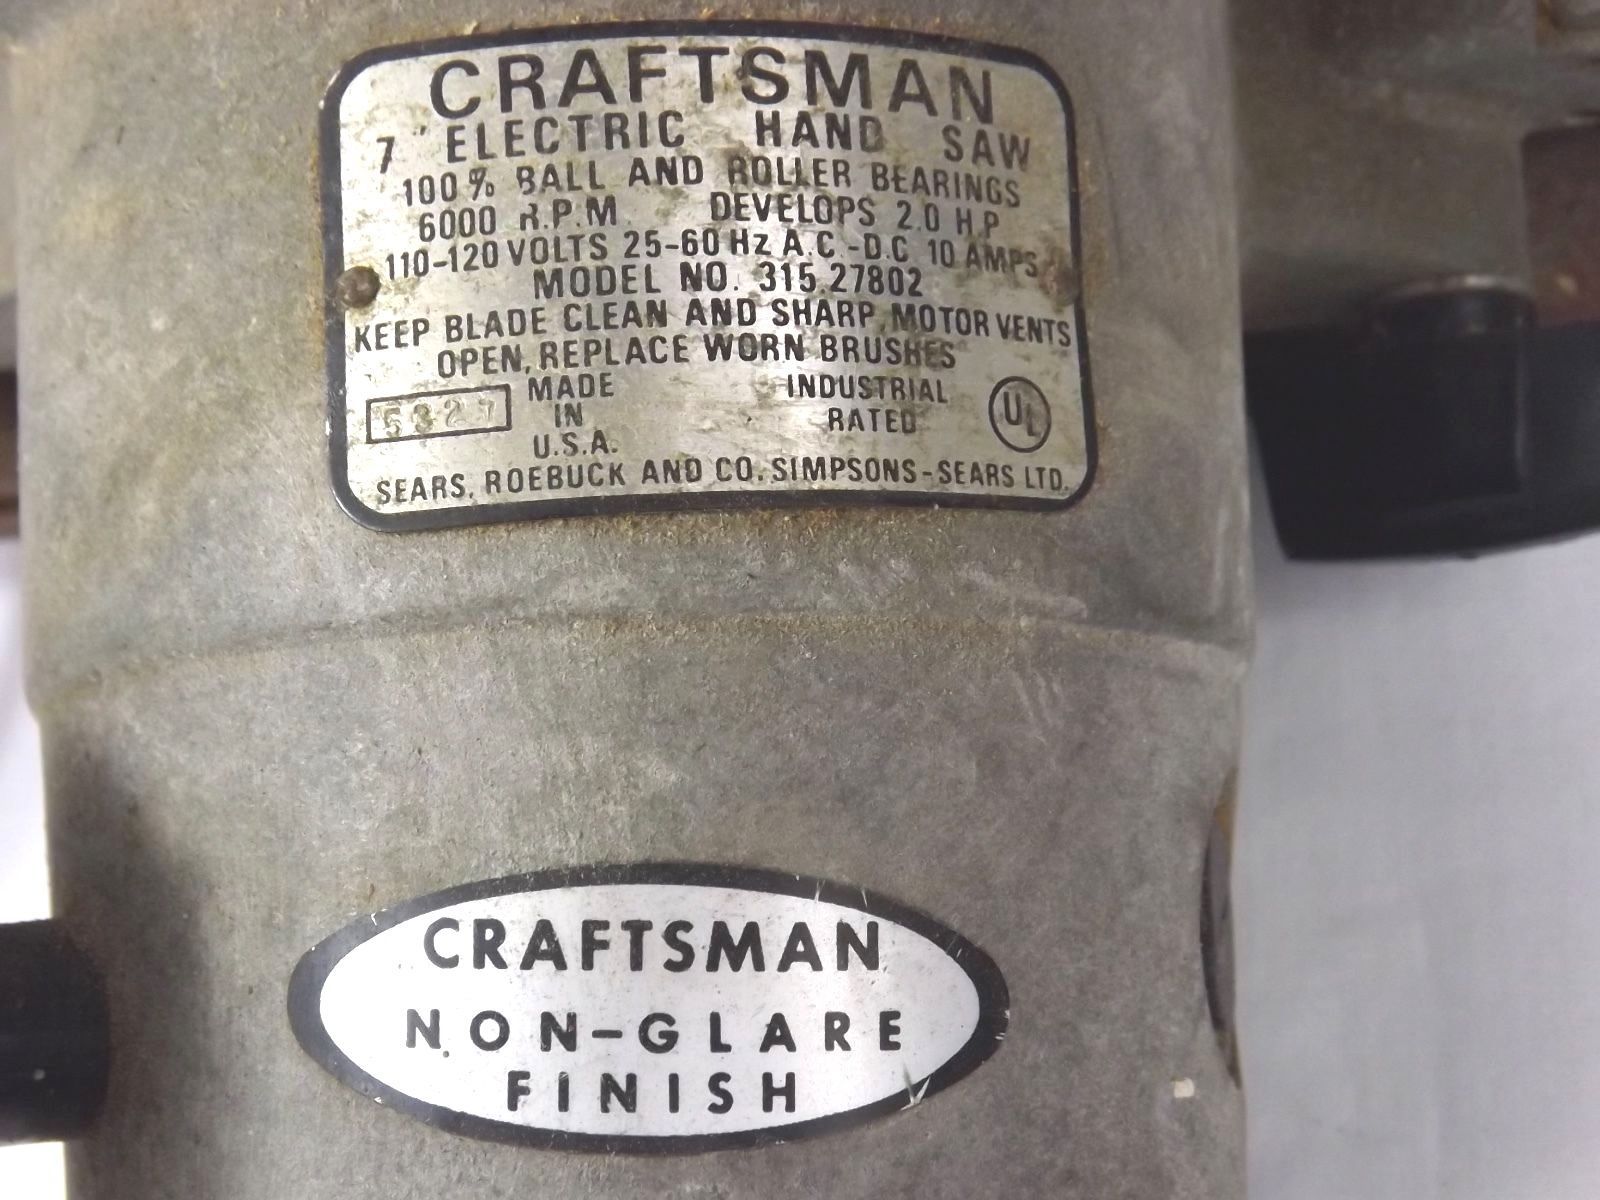 CRAFTSMAN
7" ELECTRIC HAND SAW
100% BALL AND ROLLER BEARINGS
6000 R.P.M. DEVELOPS 2.0 H.P
110-120 VOLTS 25-60 Hz A.C.-D.C 10 AMPS
MODEL NO. 315.27802
KEEP BLADE CLEAN AND SHARP, MOTOR VENTS
OPEN, REPLACE WORN BRUSHES
MADE
IN
U.S.A.
INDUSTRIAL
RATED
UL
SEARS, ROEBUCK AND CO. SIMPSONS-SEARS LTD.
CRAFTSMAN
NON-GLARE
FINISH